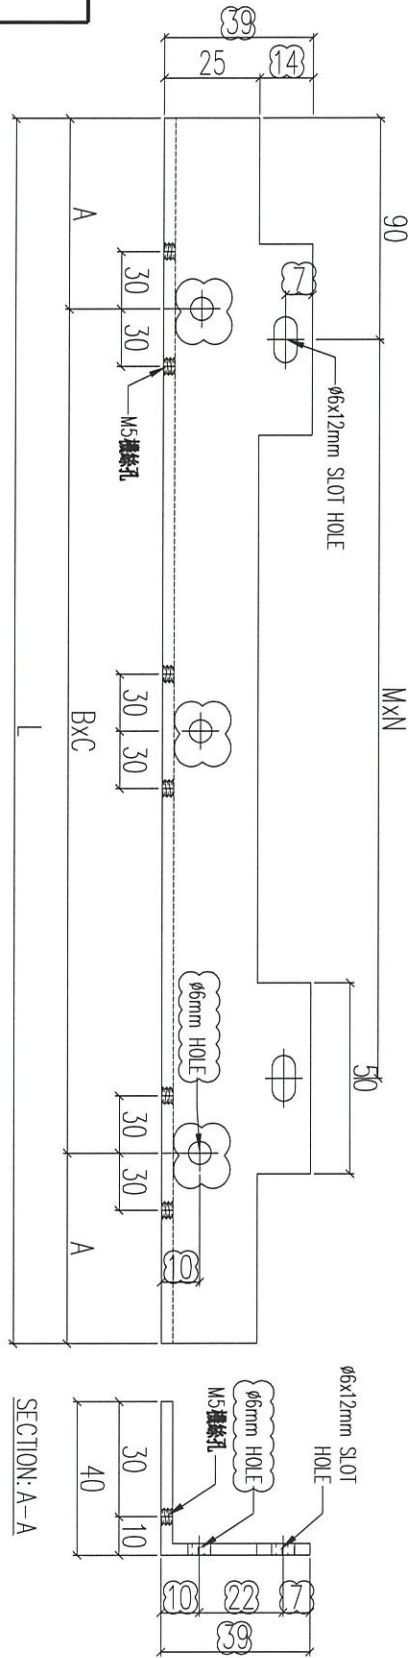 39
25
14
90
7
ø6x12mm SLOT HOLE
MxN
50
A
30
30
M5機絲孔
30
30
BxC
L
ø6mm HOLE
30
30
10
A
ø6x12mm SLOT
HOLE
ø6mm HOLE
M5機絲孔
30
10
40
10
22
7
39
SECTION: A-A